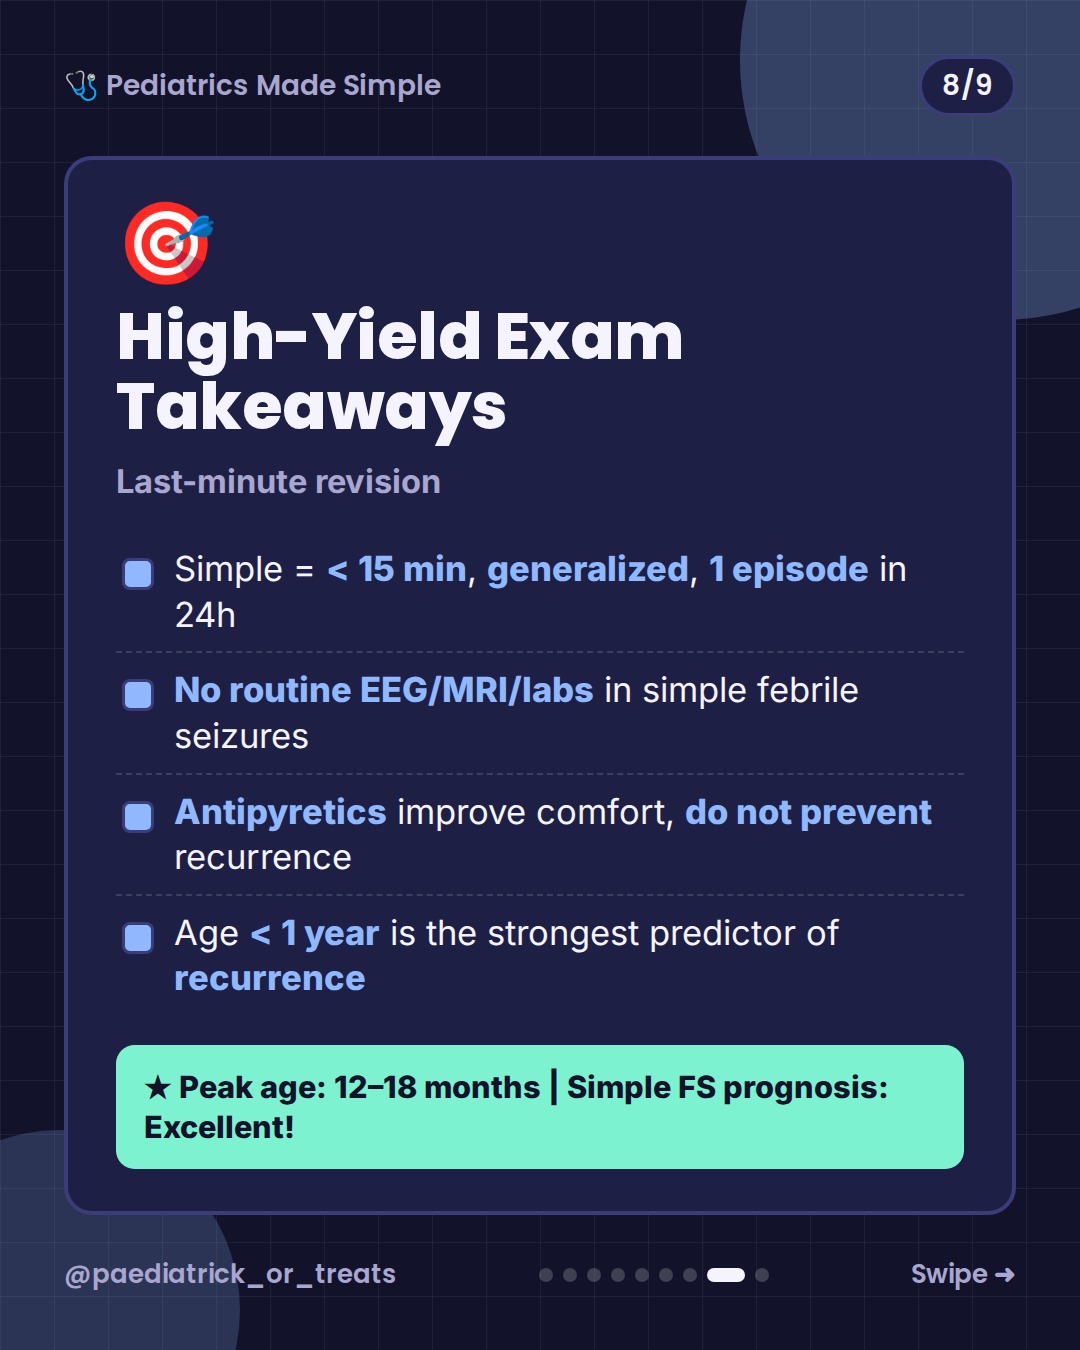 Pediatrics Made Simple
8/9
High-Yield Exam
Takeaways
Last-minute revision
Simple = < 15 min, generalized, 1 episode in
24h
No routine EEG/MRI/labs in simple febrile
seizures
Antipyretics improve comfort, do not prevent
recurrence
Age < 1 year is the strongest predictor of
recurrence
★ Peak age: 12–18 months | Simple FS prognosis:
Excellent!
@paediatrick_or_treats
Swipe ➜